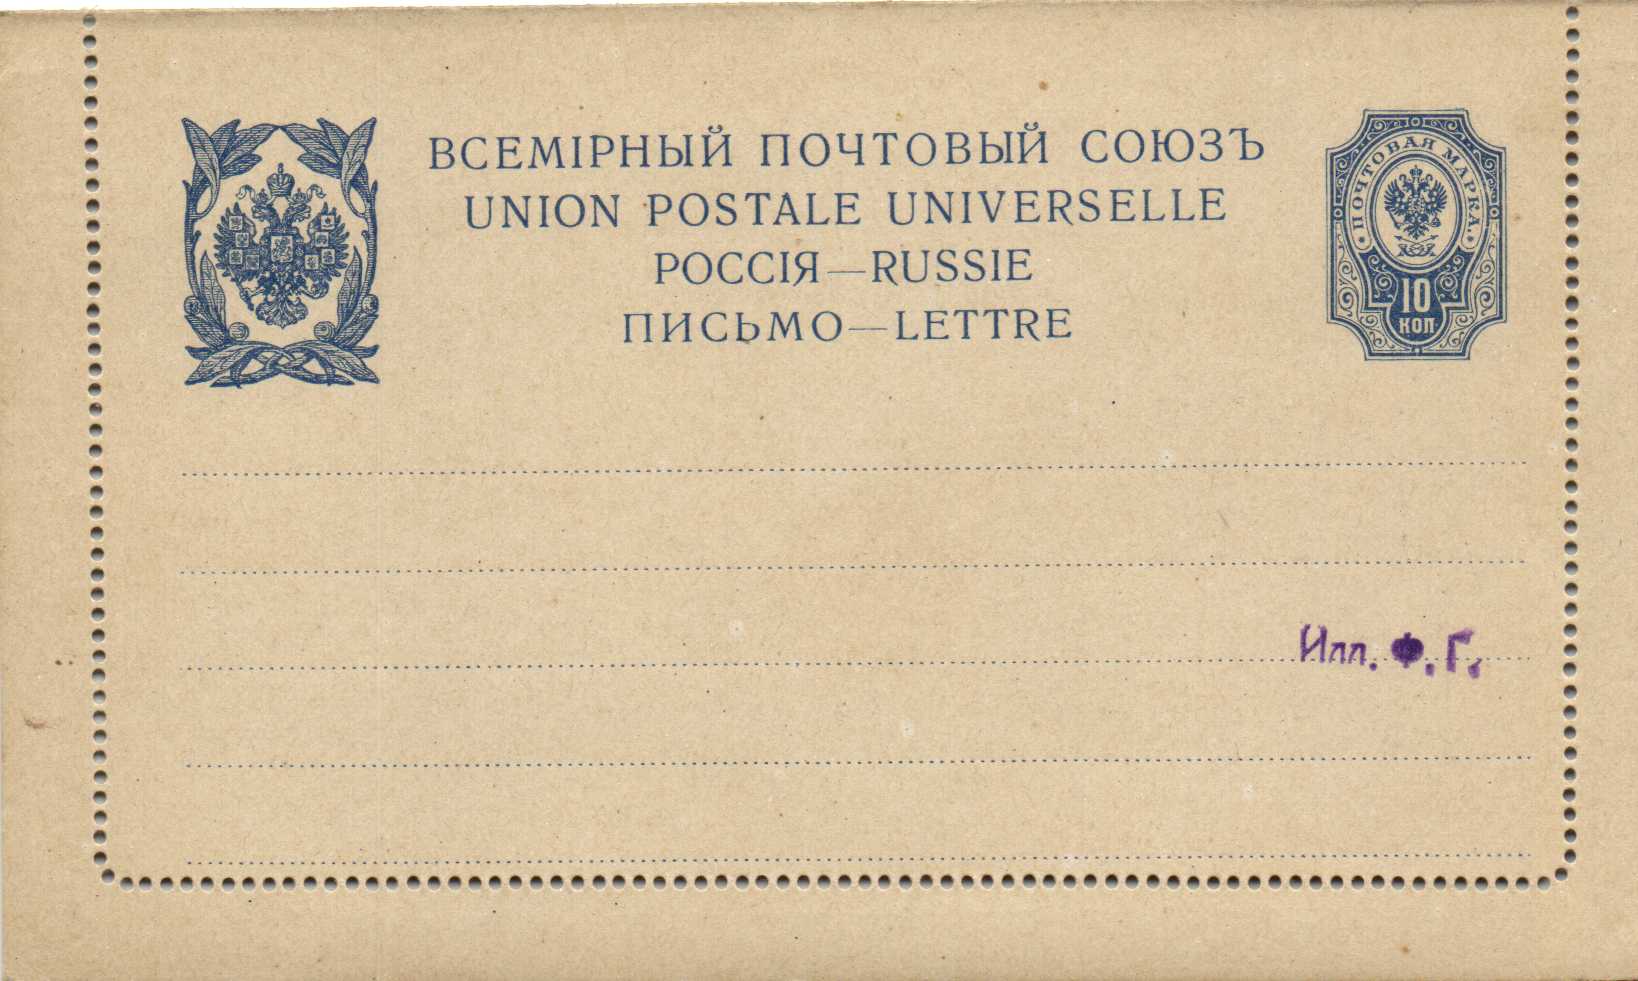 ВСЕМІРНЫЙ ПОЧТОВЫЙ СОЮЗЪ
UNION POSTALE UNIVERSELLE
РОССІЯ—RUSSIE
ПИСЬМО—LETTRE
ПОЧТОВАЯ МАРКА
10
КОП
Илл. Ф. Г.